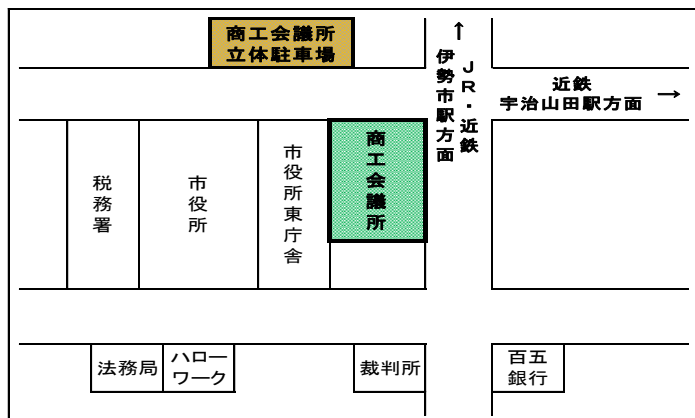 商工会議所
立体駐車場
↑
JR・近鉄
伊勢市駅方面
近鉄
宇治山田駅方面 →
税務署
市役所
市役所東庁舎
商工会議所
法務局
ハロー
ワーク
裁判所
百五
銀行